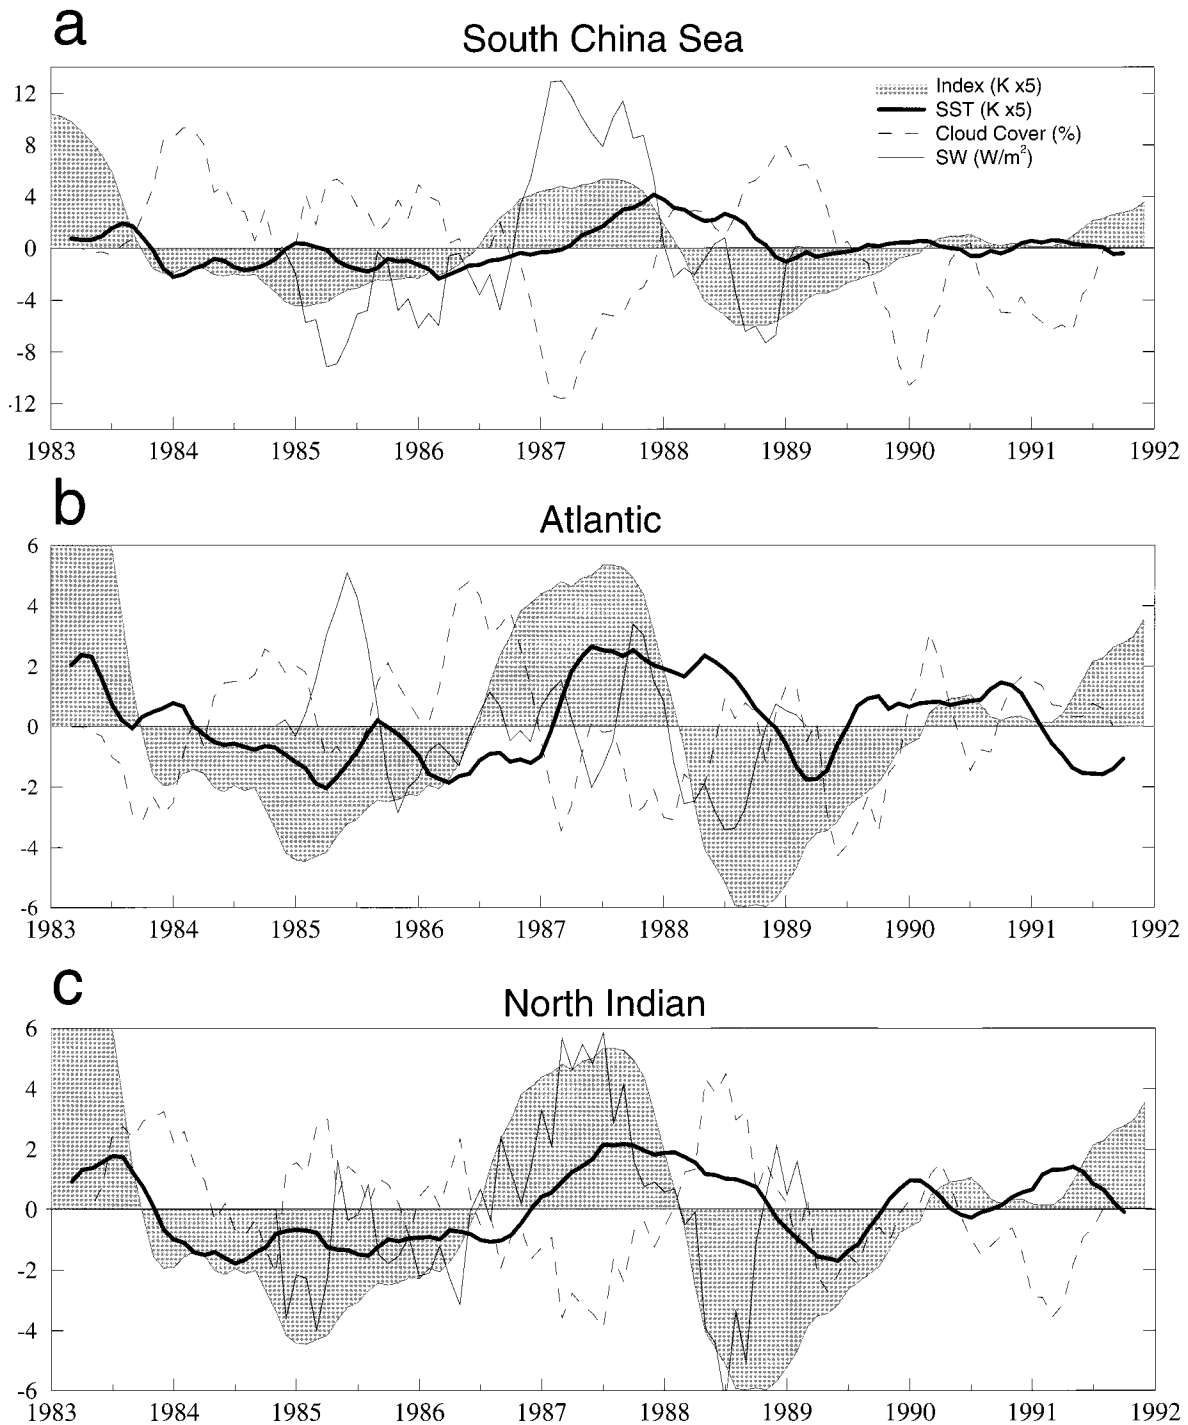 a
South China Sea
Index (K x5)
SST (K x5)
Cloud Cover (%)
SW (W/m²)
12
8
4
0
-4
-8
-12
1983 1984 1985 1986 1987 1988 1989 1990 1991 1992
b
Atlantic
6
4
2
0
-2
-4
-6
1983 1984 1985 1986 1987 1988 1989 1990 1991 1992
c
North Indian
6
4
2
0
-2
-4
-6
1983 1984 1985 1986 1987 1988 1989 1990 1991 1992